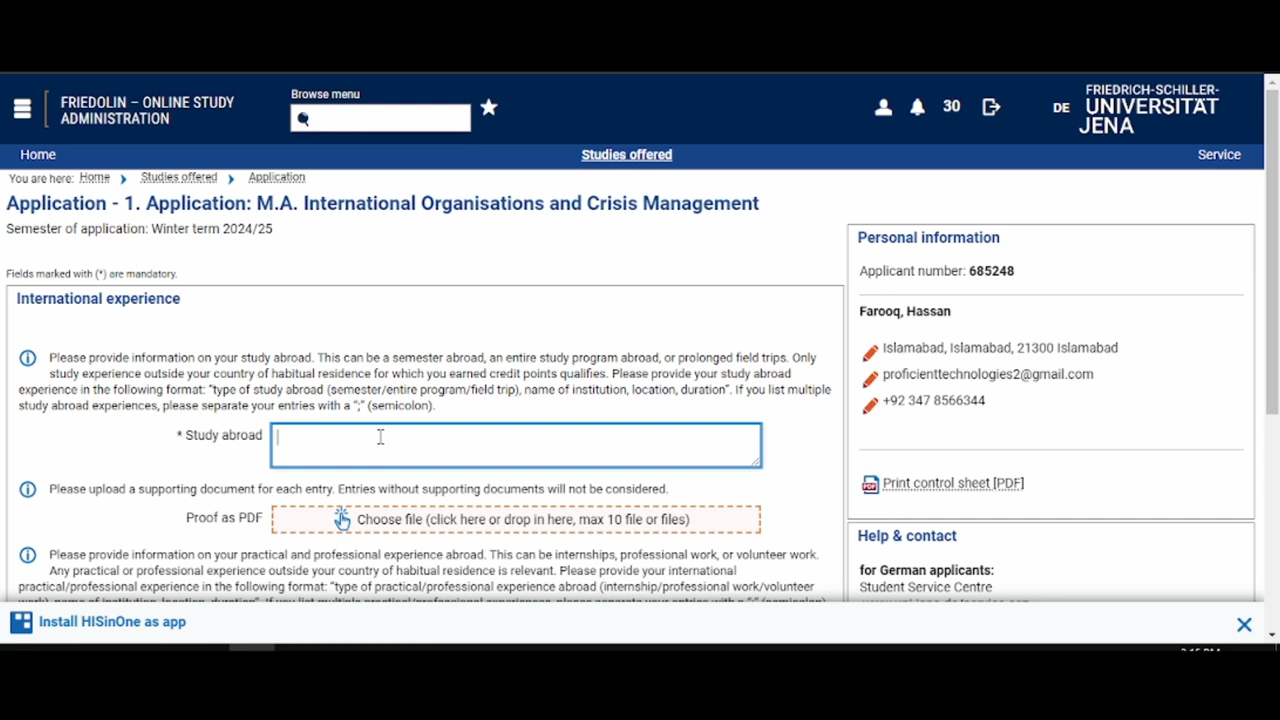 FRIEDOLIN – ONLINE STUDY
ADMINISTRATION
Browse menu
30
DE
FRIEDRICH-SCHILLER-
UNIVERSITÄT
JENA
Home
Studies offered
Service
You are here: Home Studies offered Application
Application - 1. Application: M.A. International Organisations and Crisis Management
Semester of application: Winter term 2024/25
Fields marked with (*) are mandatory.
International experience
Please provide information on your study abroad. This can be a semester abroad, an entire study program abroad, or prolonged field trips. Only
study experience outside your country of habitual residence for which you earned credit points qualifies. Please provide your study abroad
experience in the following format: "type of study abroad (semester/entire program/field trip), name of institution, location, duration". If you list multiple
study abroad experiences, please separate your entries with a ";" (semicolon).
* Study abroad
Please upload a supporting document for each entry. Entries without supporting documents will not be considered.
Proof as PDF
Choose file (click here or drop in here, max 10 file or files)
Please provide information on your practical and professional experience abroad. This can be internships, professional work, or volunteer work.
Any practical or professional experience outside your country of habitual residence is relevant. Please provide your international
practical/professional experience in the following format: "type of practical/professional experience abroad (internship/professional work/volunteer
Personal information
Applicant number: 685248
Farooq, Hassan
Islamabad, Islamabad, 21300 Islamabad
proficienttechnologies2@gmail.com
+92 347 8566344
PDF
Print control sheet [PDF]
Help & contact
for German applicants:
Student Service Centre
Install HISinOne as app